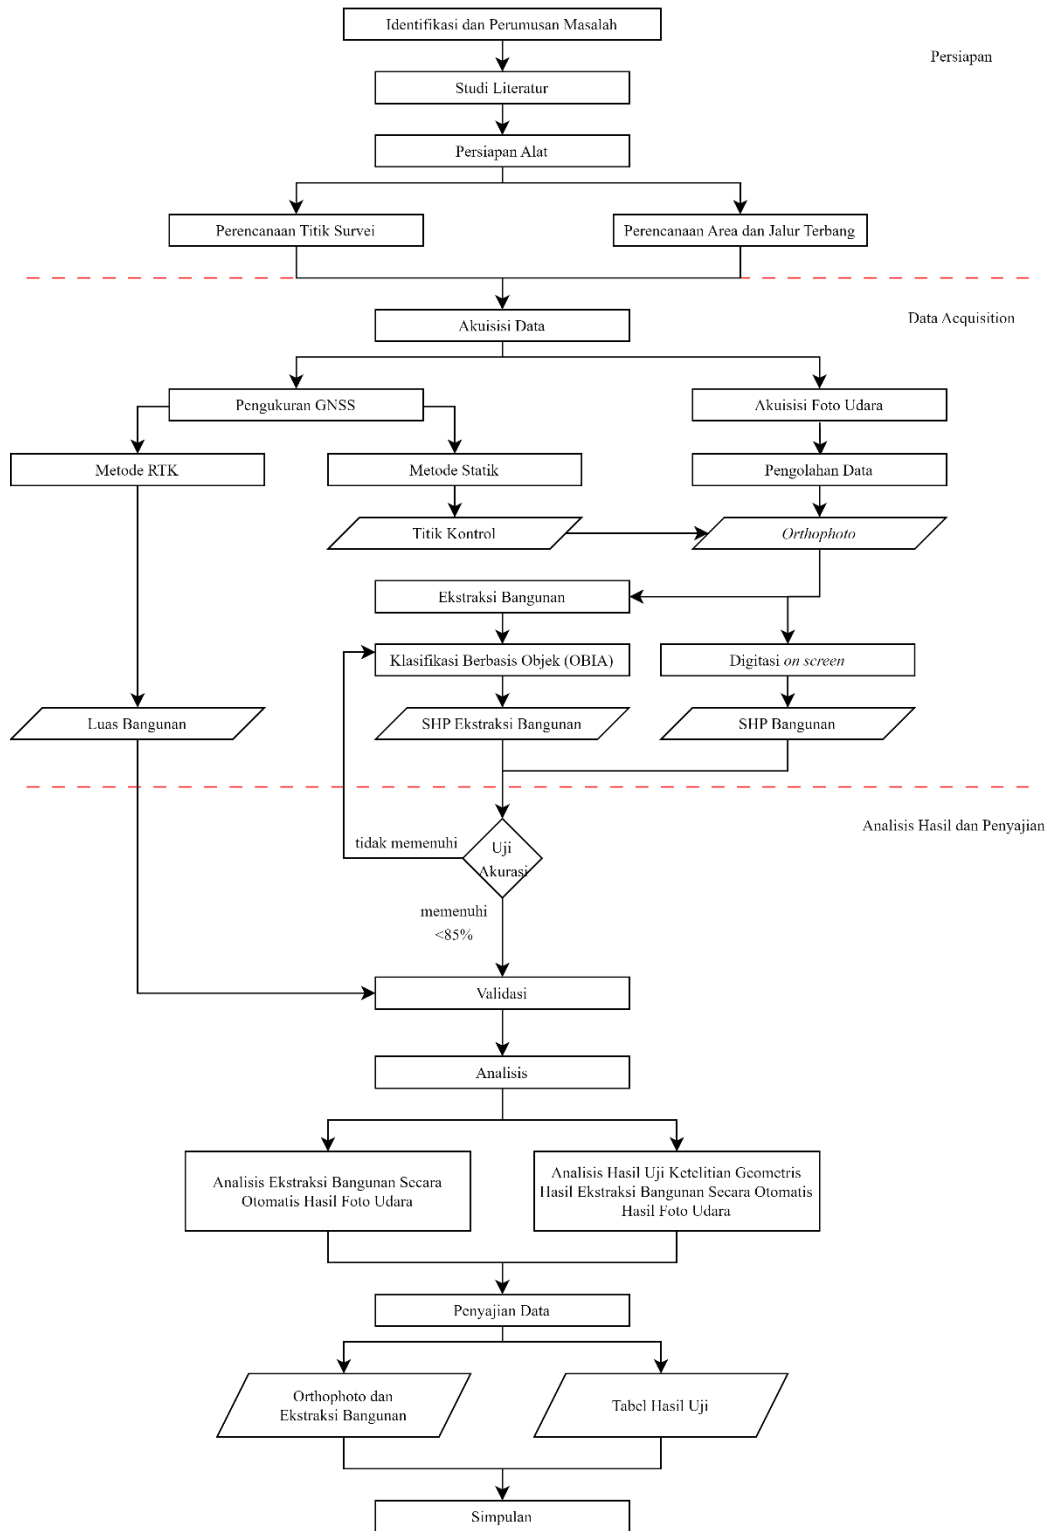 Identifikasi dan Perumusan Masalah
Persiapan
Studi Literatur
Persiapan Alat
Perencanaan Titik Survei
Perencanaan Area dan Jalur Terbang
Data Acquisition
Akuisisi Data
Pengukuran GNSS
Akuisisi Foto Udara
Metode RTK
Metode Statik
Pengolahan Data
Titik Kontrol
Orthophoto
Ekstraksi Bangunan
Klasifikasi Berbasis Objek (OBIA)
Digitasi on screen
Luas Bangunan
SHP Ekstraksi Bangunan
SHP Bangunan
Analisis Hasil dan Penyajian
tidak memenuhi
Uji
Akurasi
memenuhi
<85%
Validasi
Analisis
Analisis Ekstraksi Bangunan Secara
Otomatis Hasil Foto Udara
Analisis Hasil Uji Ketelitian Geometris
Hasil Ekstraksi Bangunan Secara Otomatis
Hasil Foto Udara
Penyajian Data
Orthophoto dan
Ekstraksi Bangunan
Tabel Hasil Uji
Simpulan